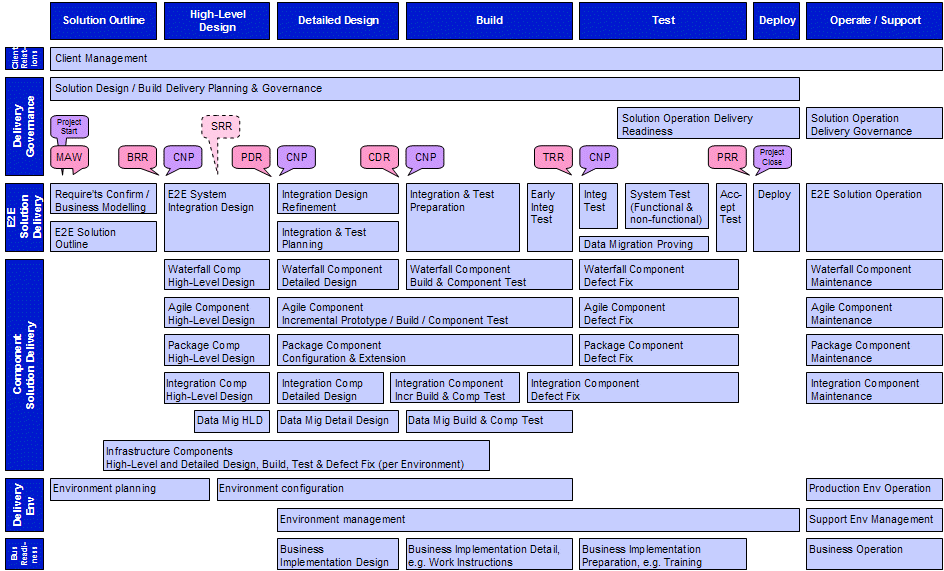 Solution Outline
High-Level
Design
Detailed Design
Build
Test
Deploy
Operate / Support
Client
Relat-
ions
Client Management
Delivery
Governance
Solution Design / Build Delivery Planning & Governance
Solution Operation Delivery
Readiness
Solution Operation
Delivery Governance
Project
Start
SRR
MAW
BRR
CNP
PDR
CNP
CDR
CNP
TRR
CNP
PRR
Project
Close
E2E
Solution
Delivery
Require'ts Confirm /
Business Modelling
E2E Solution
Outline
E2E System
Integration Design
Integration Design
Refinement
Integration & Test
Planning
Integration & Test
Preparation
Early
Integ
Test
Integ
Test
System Test
(Functional &
non-functional)
Data Migration Proving
Acc-
ept
Test
Deploy
E2E Solution Operation
Component
Solution Delivery
Waterfall Comp
High-Level Design
Waterfall Component
Detailed Design
Waterfall Component
Build & Component Test
Waterfall Component
Defect Fix
Waterfall Component
Maintenance
Agile Component
High-Level Design
Agile Component
Incremental Prototype / Build / Component Test
Agile Component
Defect Fix
Agile Component
Maintenance
Package Comp
High-Level Design
Package Component
Configuration & Extension
Package Component
Defect Fix
Package Component
Maintenance
Integration Comp
High-Level Design
Integration Comp
Detailed Design
Integration Component
Incr Build & Comp Test
Integration Component
Defect Fix
Integration Component
Maintenance
Data Mig HLD
Data Mig Detail Design
Data Mig Build & Comp Test
Infrastructure Components
High-Level and Detailed Design, Build, Test & Defect Fix (per Environment)
Delivery
Env
Environment planning
Environment configuration
Production Env Operation
Environment management
Support Env Management
Bus
Readi-
ness
Business
Implementation Design
Business Implementation Detail,
e.g. Work Instructions
Business Implementation
Preparation, e.g. Training
Business Operation